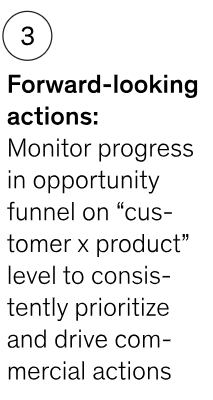 3
Forward-looking
actions:
Monitor progress
in opportunity
funnel on “cus-
tomer x product”
level to consis-
tently prioritize
and drive com-
mercial actions